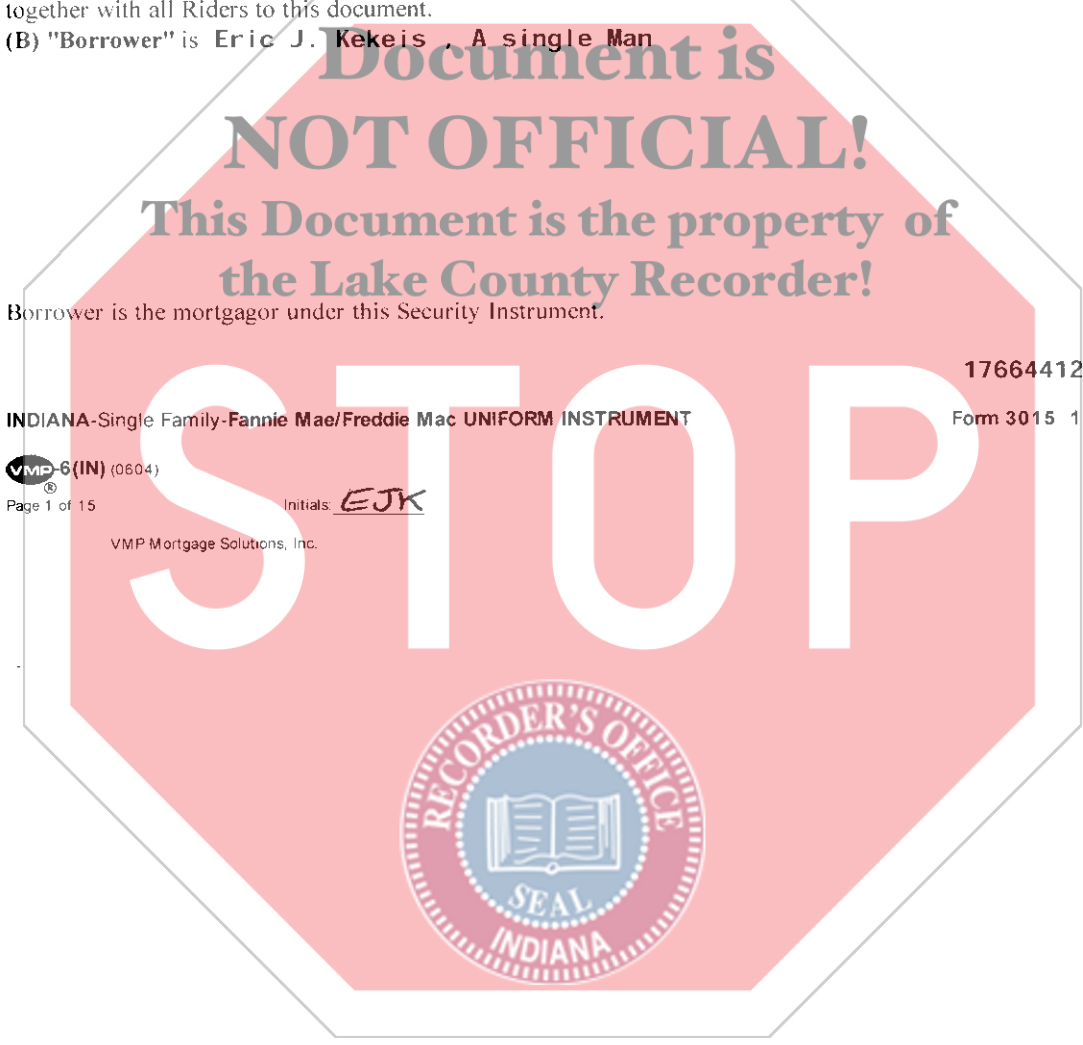 together with all Riders to this document.
(B) "Borrower" is Eric J. Kekeis , A single Man
Document is
NOT OFFICIAL!
This Document is the property of
the Lake County Recorder!
Borrower is the mortgagor under this Security Instrument.
17664412
INDIANA-Single Family-Fannie Mae/Freddie Mac UNIFORM INSTRUMENT Form 3015 1
VMP®-6(IN) (0604)
Page 1 of 15 Initials: EJK
VMP Mortgage Solutions, Inc.
STOP
RECORDER'S OFFICE
SEAL
INDIANA